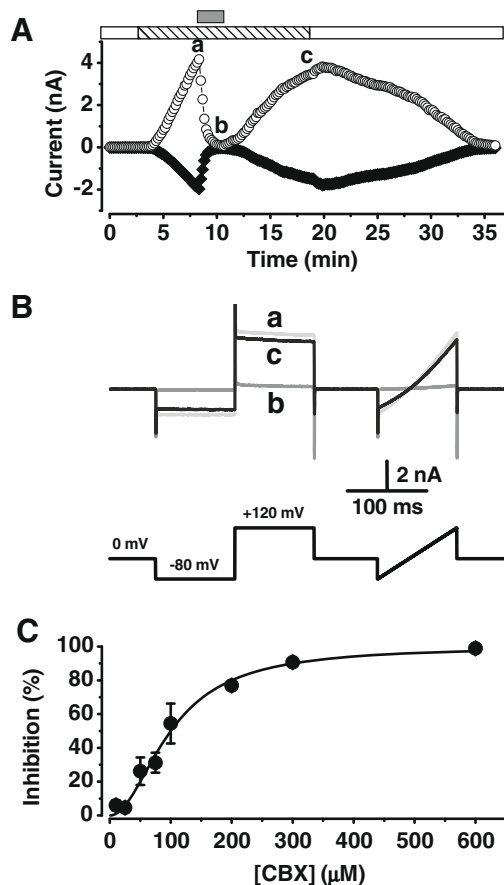 A
a
b
c
4
2
0
-2
Current (nA)
0 5 10 15 20 25 30 35
Time (min)
B
a
c
b
2 nA
100 ms
0 mV
-80 mV
+120 mV
C
100
80
60
40
20
0
Inhibition (%)
0 100 200 300 400 500 600
[CBX] (μM)